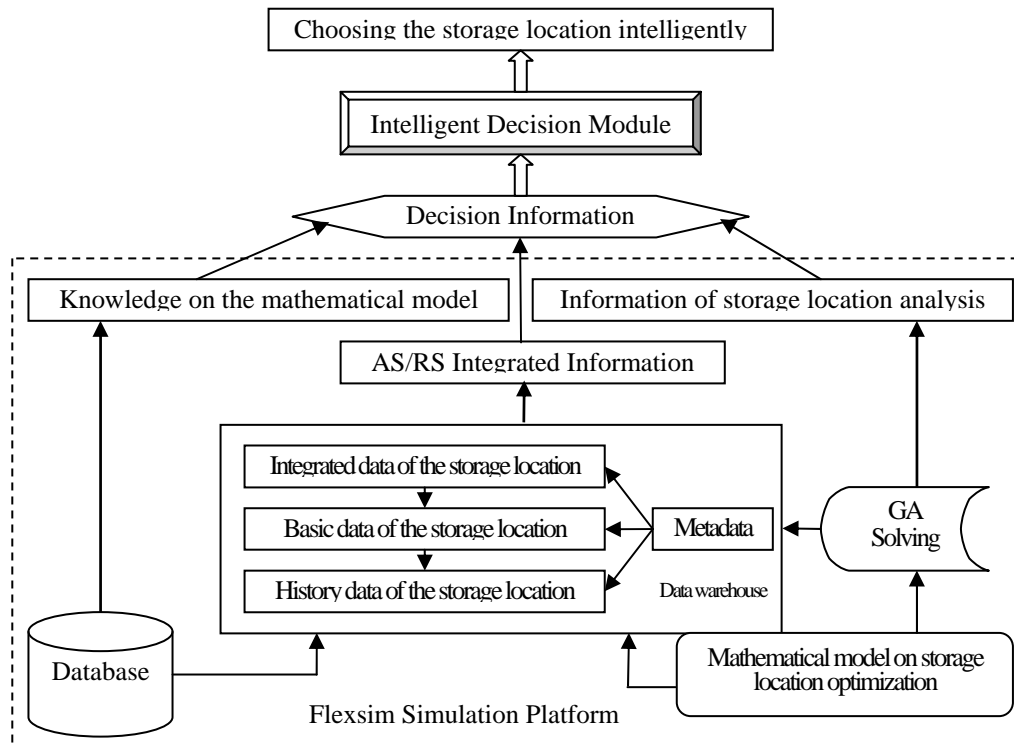 Choosing the storage location intelligently
Intelligent Decision Module
Decision Information
Knowledge on the mathematical model
Information of storage location analysis
AS/RS Integrated Information
Integrated data of the storage location
Basic data of the storage location
Metadata
History data of the storage location
Data warehouse
GA
Solving
Database
Mathematical model on storage
location optimization
Flexsim Simulation Platform